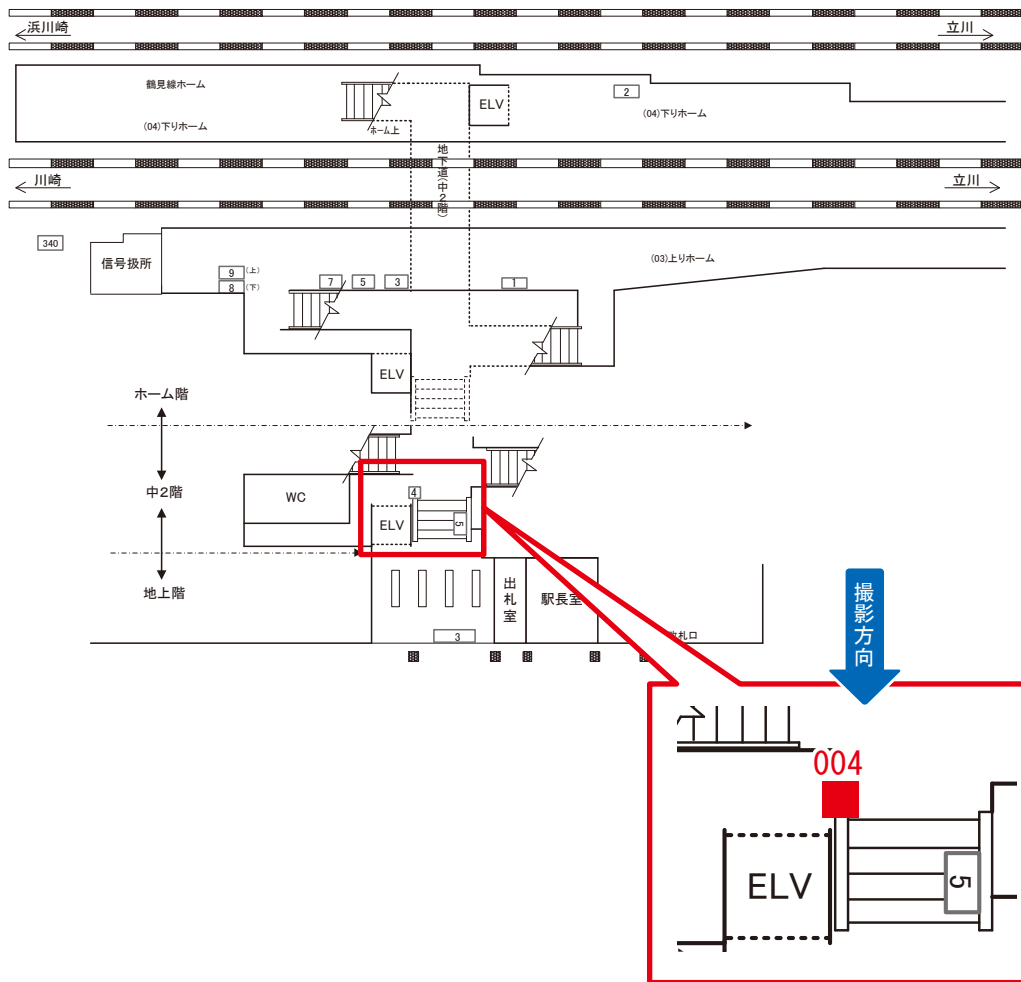 浜川崎
立川
鶴見線ホーム
ELV
2
(04)下りホーム
(04)下りホーム
ホーム上
地下道(中2階)
川崎
立川
340
信号扱所
9
(上)
8
(下)
7
5
3
1
(03)上りホーム
ELV
ホーム階
中2階
地上階
WC
4
ELV
5
出札室
駅長室
3
札口
撮影方向
004
ELV
5